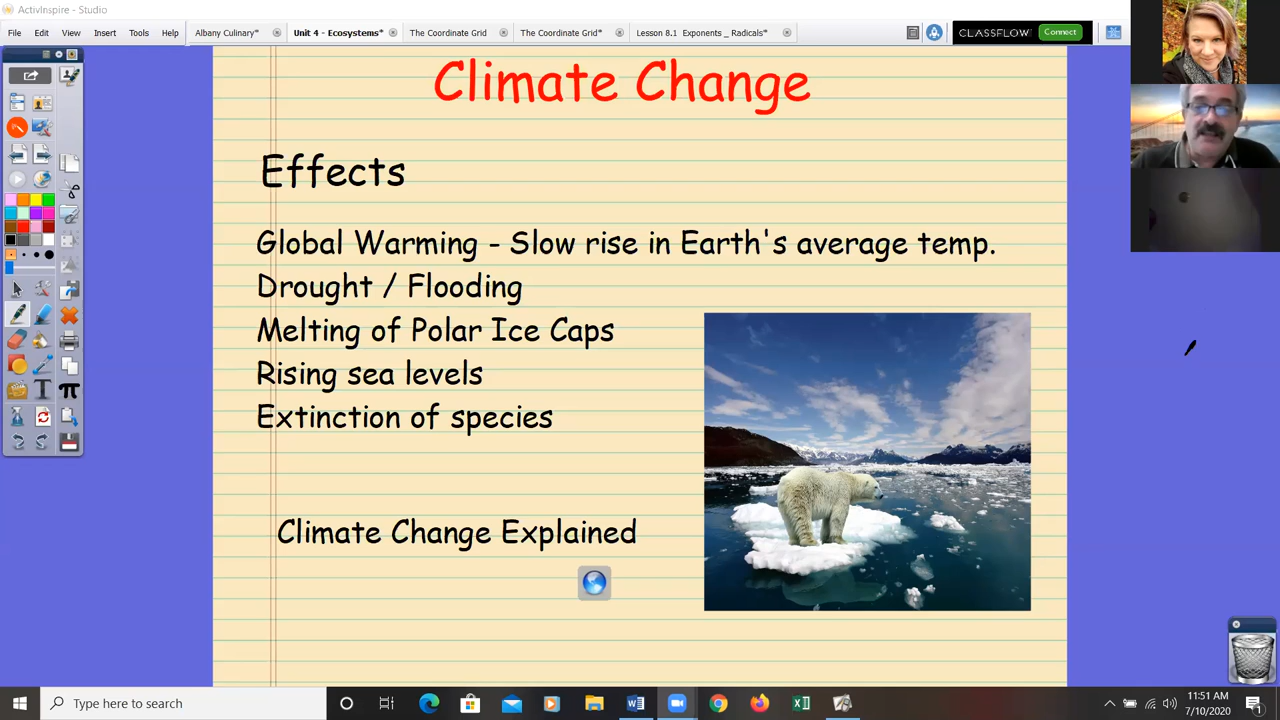 ActivInspire - Studio
File Edit View Insert Tools Help
Albany Culinary* Unit 4 - Ecosystems* The Coordinate Grid The Coordinate Grid* Lesson 8.1 Exponents _ Radicals*
CLASSFLOW Connect
Climate Change
Effects
Global Warming - Slow rise in Earth's average temp.
Drought / Flooding
Melting of Polar Ice Caps
Rising sea levels
Extinction of species
Climate Change Explained
Type here to search
11:51 AM
7/10/2020